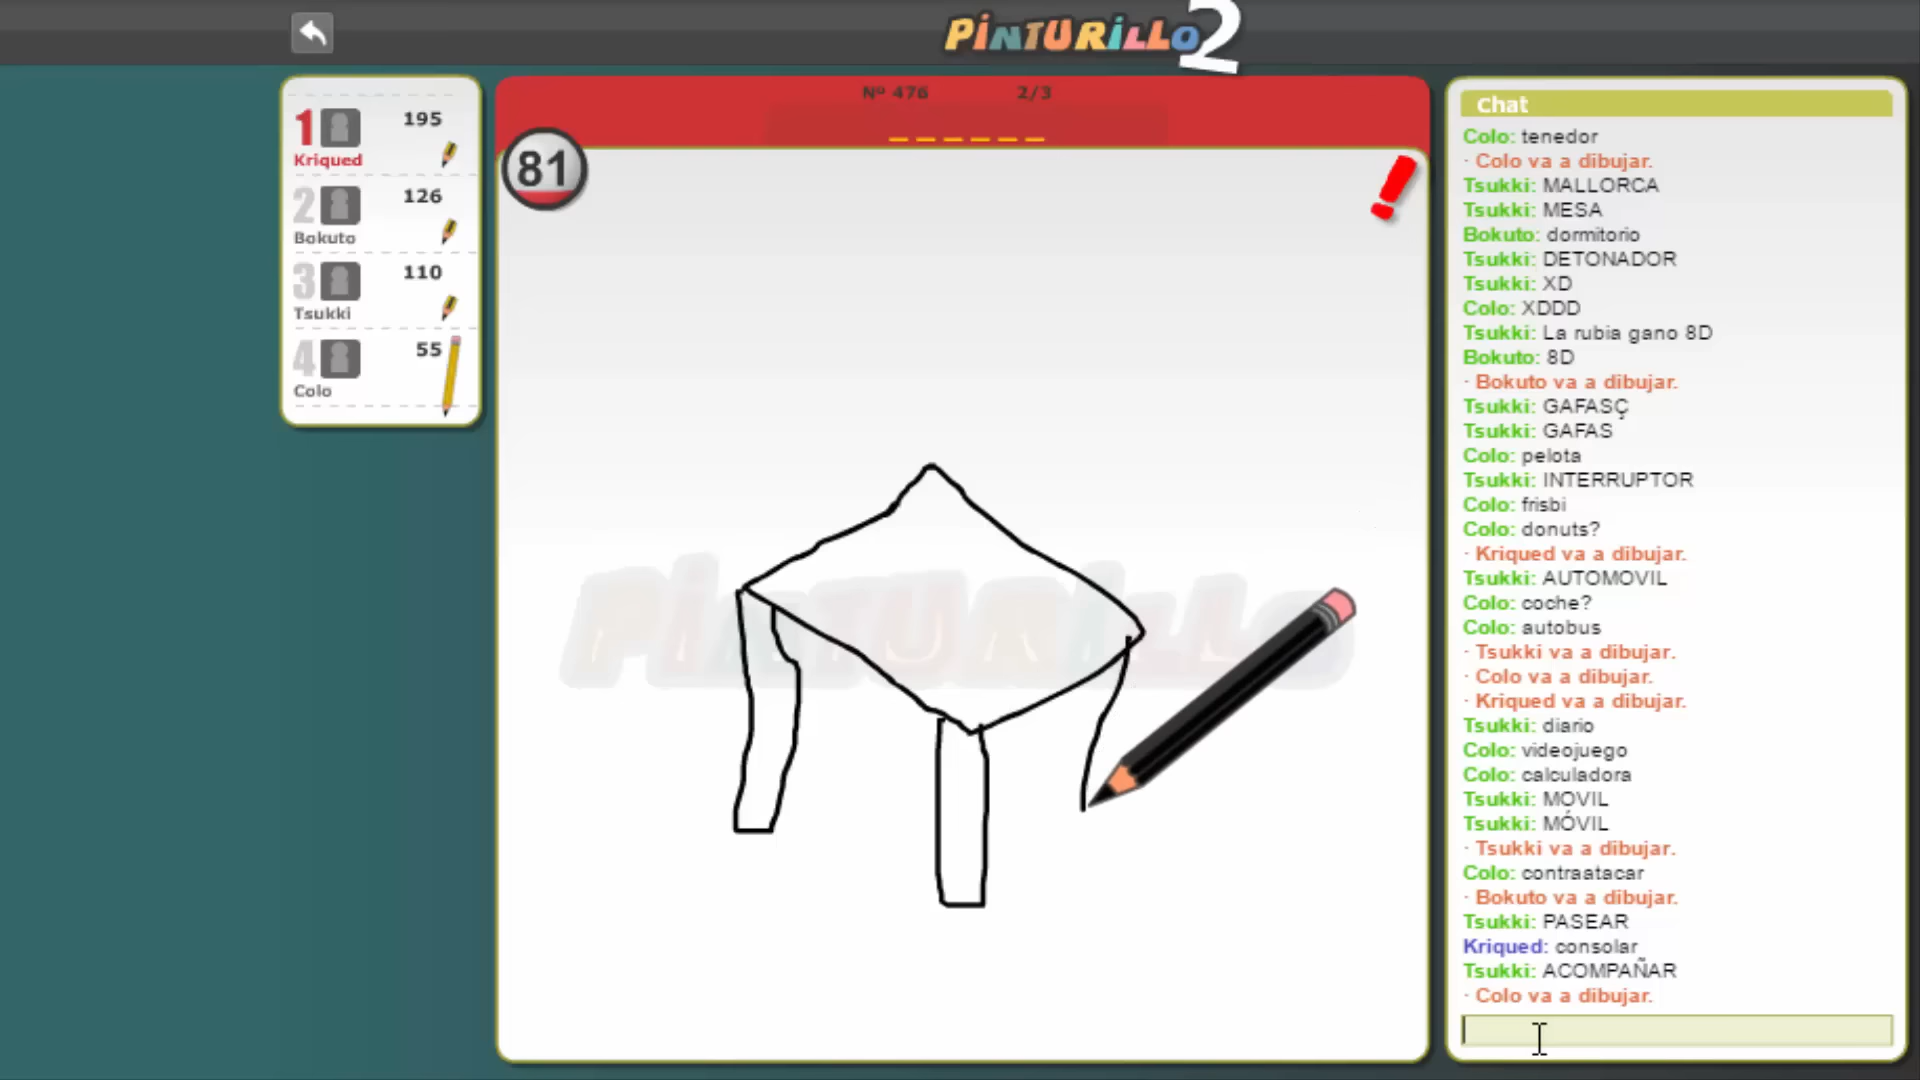 PINTURILLO 2
1
195
Kriqued
2
126
Bokuto
3
110
Tsukki
4
55
Colo
Nº 476 2/3
_ _ _ _ _ _
81
PINTURILLO
Chat
Colo: tenedor
· Colo va a dibujar.
Tsukki: MALLORCA
Tsukki: MESA
Bokuto: dormitorio
Tsukki: DETONADOR
Tsukki: XD
Colo: XDDD
Tsukki: La rubia gano 8D
Bokuto: 8D
· Bokuto va a dibujar.
Tsukki: GAFASÇ
Tsukki: GAFAS
Colo: pelota
Tsukki: INTERRUPTOR
Colo: frisbi
Colo: donuts?
· Kriqued va a dibujar.
Tsukki: AUTOMOVIL
Colo: coche?
Colo: autobus
· Tsukki va a dibujar.
· Colo va a dibujar.
· Kriqued va a dibujar.
Tsukki: diario
Colo: videojuego
Colo: calculadora
Tsukki: MOVIL
Tsukki: MÓVIL
· Tsukki va a dibujar.
Colo: contraatacar
· Bokuto va a dibujar.
Tsukki: PASEAR
Kriqued: consolar
Tsukki: ACOMPAÑAR
· Colo va a dibujar.